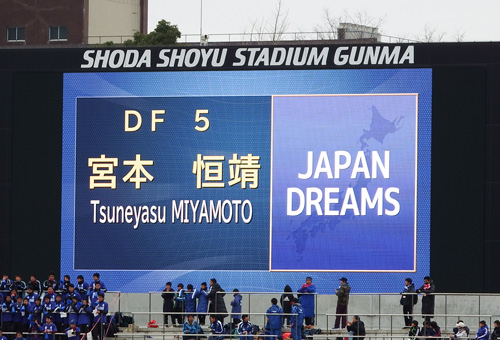 SHODA SHOYU STADIUM GUNMA
DF 5
宮本 恒靖
Tsuneyasu MIYAMOTO
JAPAN
DREAMS